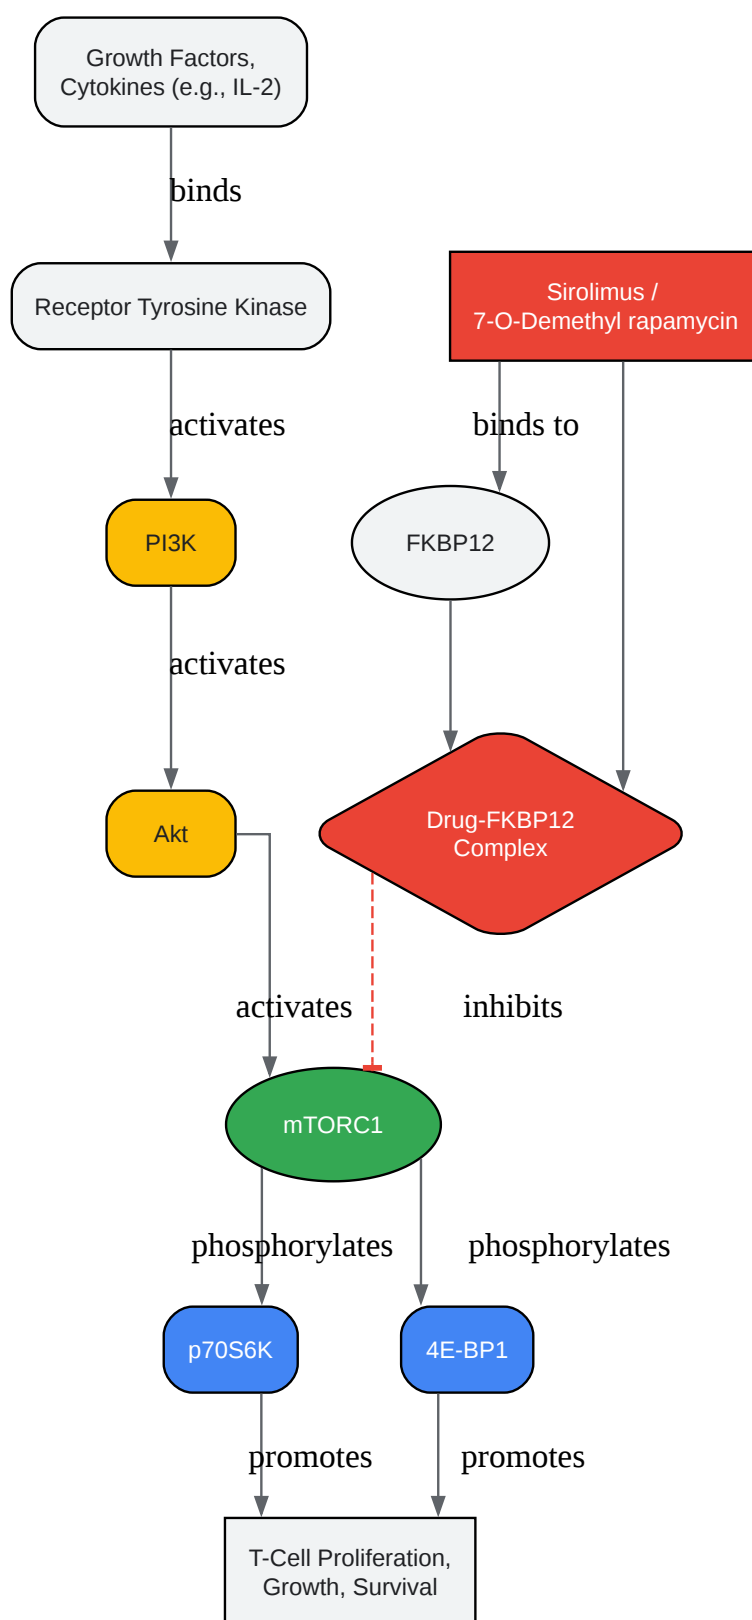 Growth Factors,
Cytokines (e.g., IL-2)
binds
Receptor Tyrosine Kinase
Sirolimus /
7-O-Demethyl rapamycin
activates
binds to
PI3K
FKBP12
activates
Akt
Drug-FKBP12
Complex
activates
inhibits
mTORC1
phosphorylates
phosphorylates
p70S6K
4E-BP1
promotes
promotes
T-Cell Proliferation,
Growth, Survival